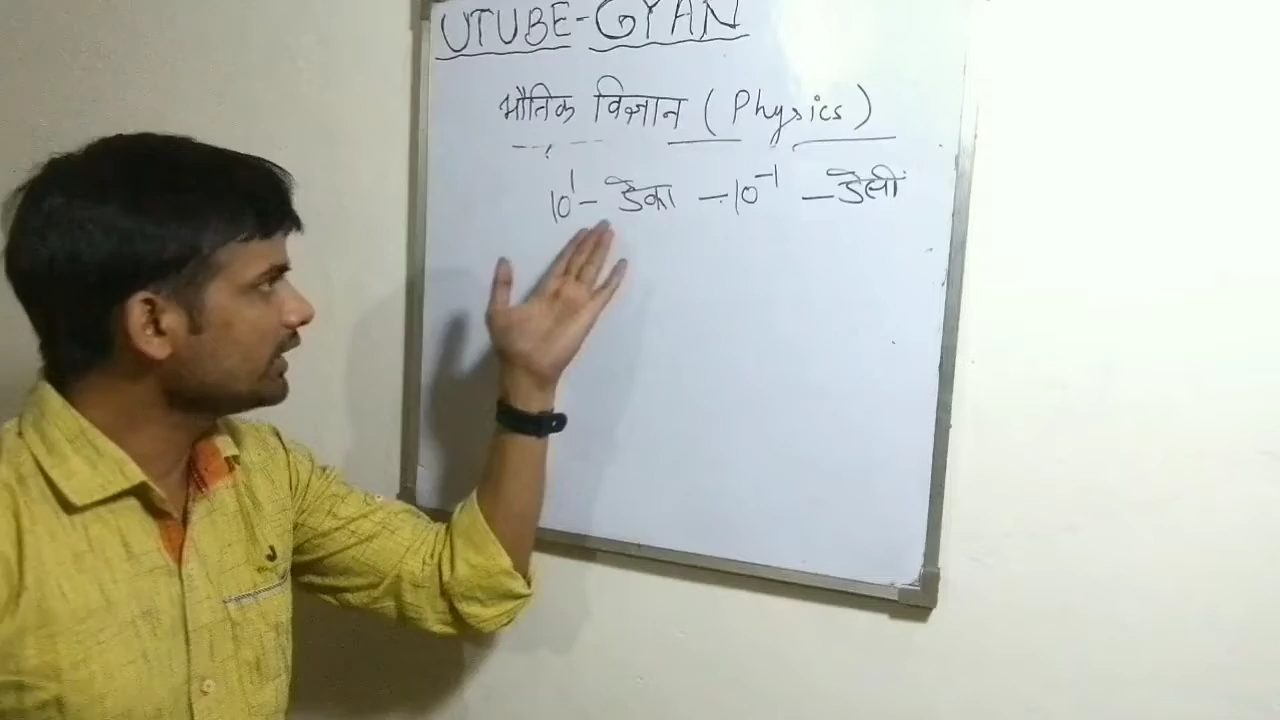 UTUBE-GYAN
भौतिक विज्ञान (Physics)
10¹ - डेका - 10⁻¹ - डेसीं